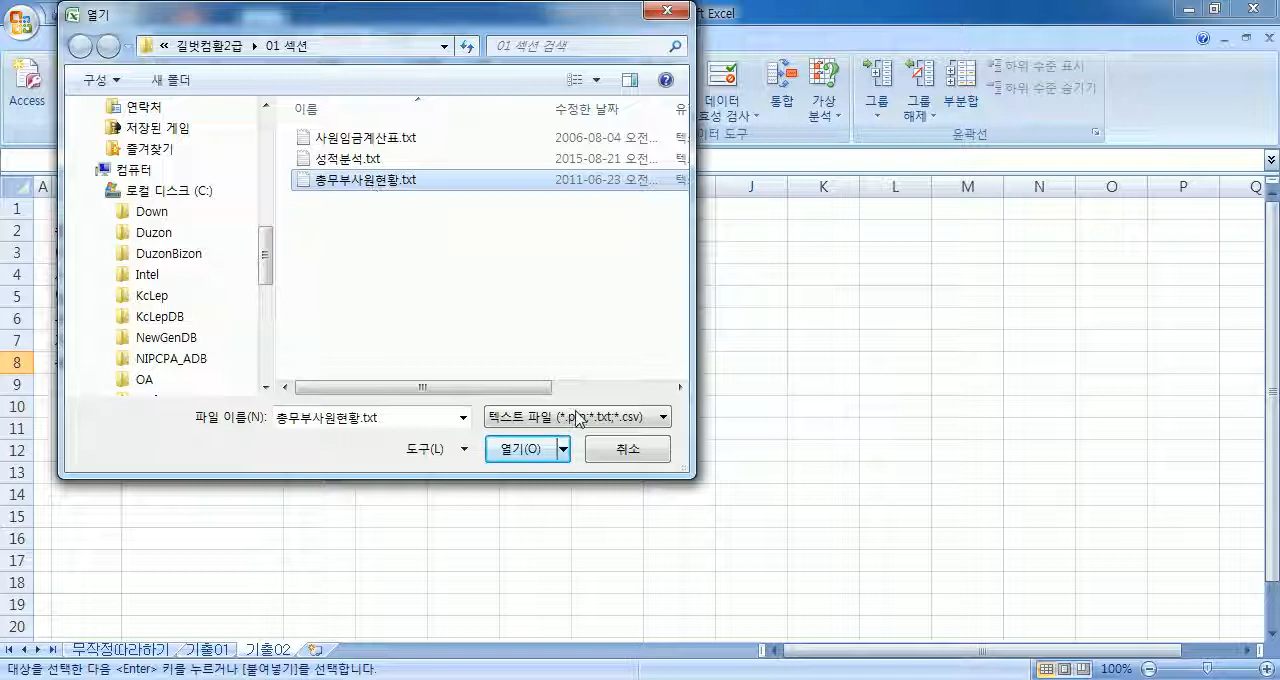 열기
t Excel
« 길벗컴활2급 ▸ 01 섹션
01 섹션 검색
구성
새 폴더
Access
연락처
저장된 게임
즐겨찾기
컴퓨터
로컬 디스크 (C:)
Down
Duzon
DuzonBizon
Intel
KcLep
KcLepDB
NewGenDB
NIPCPA_ADB
OA
이름
수정한 날짜
유
사원임금계산표.txt
2006-08-04 오전...
텍
성적분석.txt
2015-08-21 오전...
텍
총무부사원현황.txt
2011-06-23 오전...
텍
파일 이름(N):
총무부사원현황.txt
텍스트 파일 (*.prn;*.txt;*.csv)
도구(L)
열기(O)
취소
데이터
효성 검사
통합
가상
분석
그룹
그룹
해제
부분합
하위 수준 표시
하위 수준 숨기기
터 도구
윤곽선
A J K L M N O P Q
1
2
3
4
5
6
7
8
9
10
11
12
13
14
15
16
17
18
19
20
무작정따라하기 기출01 기출02
대상을 선택한 다음 <Enter> 키를 누르거나 [붙여넣기]를 선택합니다.
100%